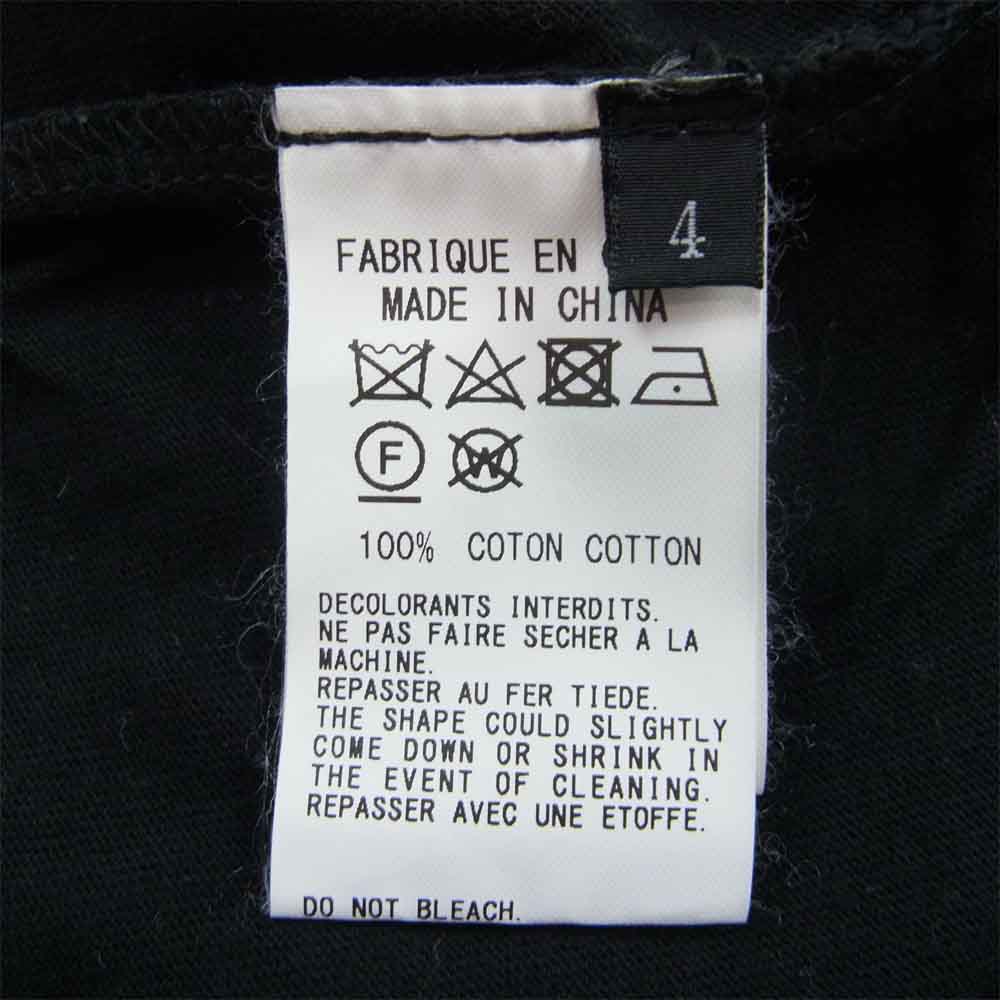 4
FABRIQUE EN
MADE IN CHINA
F W
100% COTON COTTON
DECOLORANTS INTERDITS.
NE PAS FAIRE SECHER A LA
MACHINE.
REPASSER AU FER TIEDE.
THE SHAPE COULD SLIGHTLY
COME DOWN OR SHRINK IN
THE EVENT OF CLEANING.
REPASSER AVEC UNE ETOFFE.
DO NOT BLEACH.